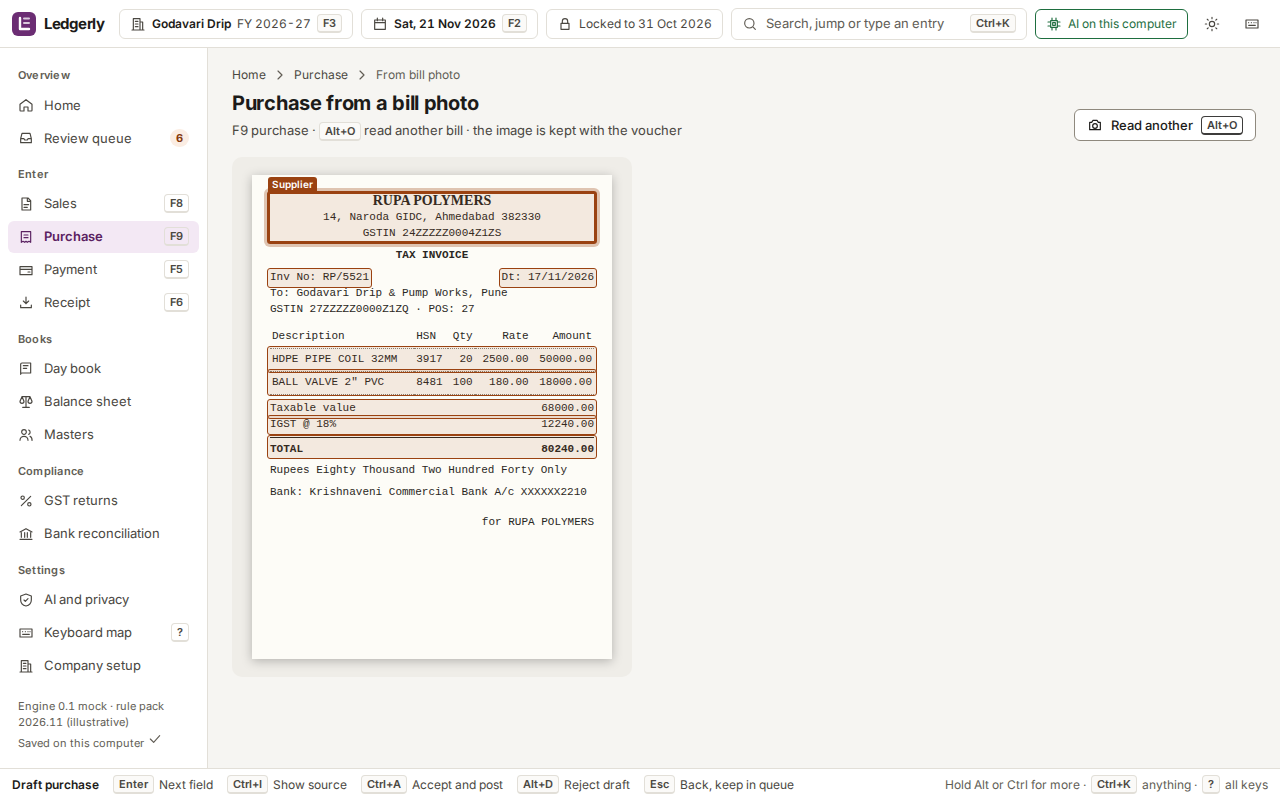 Ledgerly
Godavari Drip FY 2026-27 F3
Sat, 21 Nov 2026 F2
Locked to 31 Oct 2026
Search, jump or type an entry Ctrl+K
AI on this computer
Overview
Home
Review queue 6
Enter
Sales F8
Purchase F9
Payment F5
Receipt F6
Books
Day book
Balance sheet
Masters
Compliance
GST returns
Bank reconciliation
Settings
AI and privacy
Keyboard map ?
Company setup
Engine 0.1 mock · rule pack
2026.11 (illustrative)
Saved on this computer
Home > Purchase > From bill photo
Purchase from a bill photo
F9 purchase · Alt+O read another bill · the image is kept with the voucher
Read another Alt+O
Supplier
RUPA POLYMERS
14, Naroda GIDC, Ahmedabad 382330
GSTIN 24ZZZZZ0004Z1ZS
TAX INVOICE
Inv No: RP/5521 Dt: 17/11/2026
To: Godavari Drip & Pump Works, Pune
GSTIN 27ZZZZZ0000Z1ZQ · POS: 27
Description HSN Qty Rate Amount
HDPE PIPE COIL 32MM 3917 20 2500.00 50000.00
BALL VALVE 2" PVC 8481 100 180.00 18000.00
Taxable value 68000.00
IGST @ 18% 12240.00
TOTAL 80240.00
Rupees Eighty Thousand Two Hundred Forty Only
Bank: Krishnaveni Commercial Bank A/c XXXXXX2210
for RUPA POLYMERS
Draft purchase Enter Next field Ctrl+I Show source Ctrl+A Accept and post Alt+D Reject draft Esc Back, keep in queue
Hold Alt or Ctrl for more · Ctrl+K anything · ? all keys